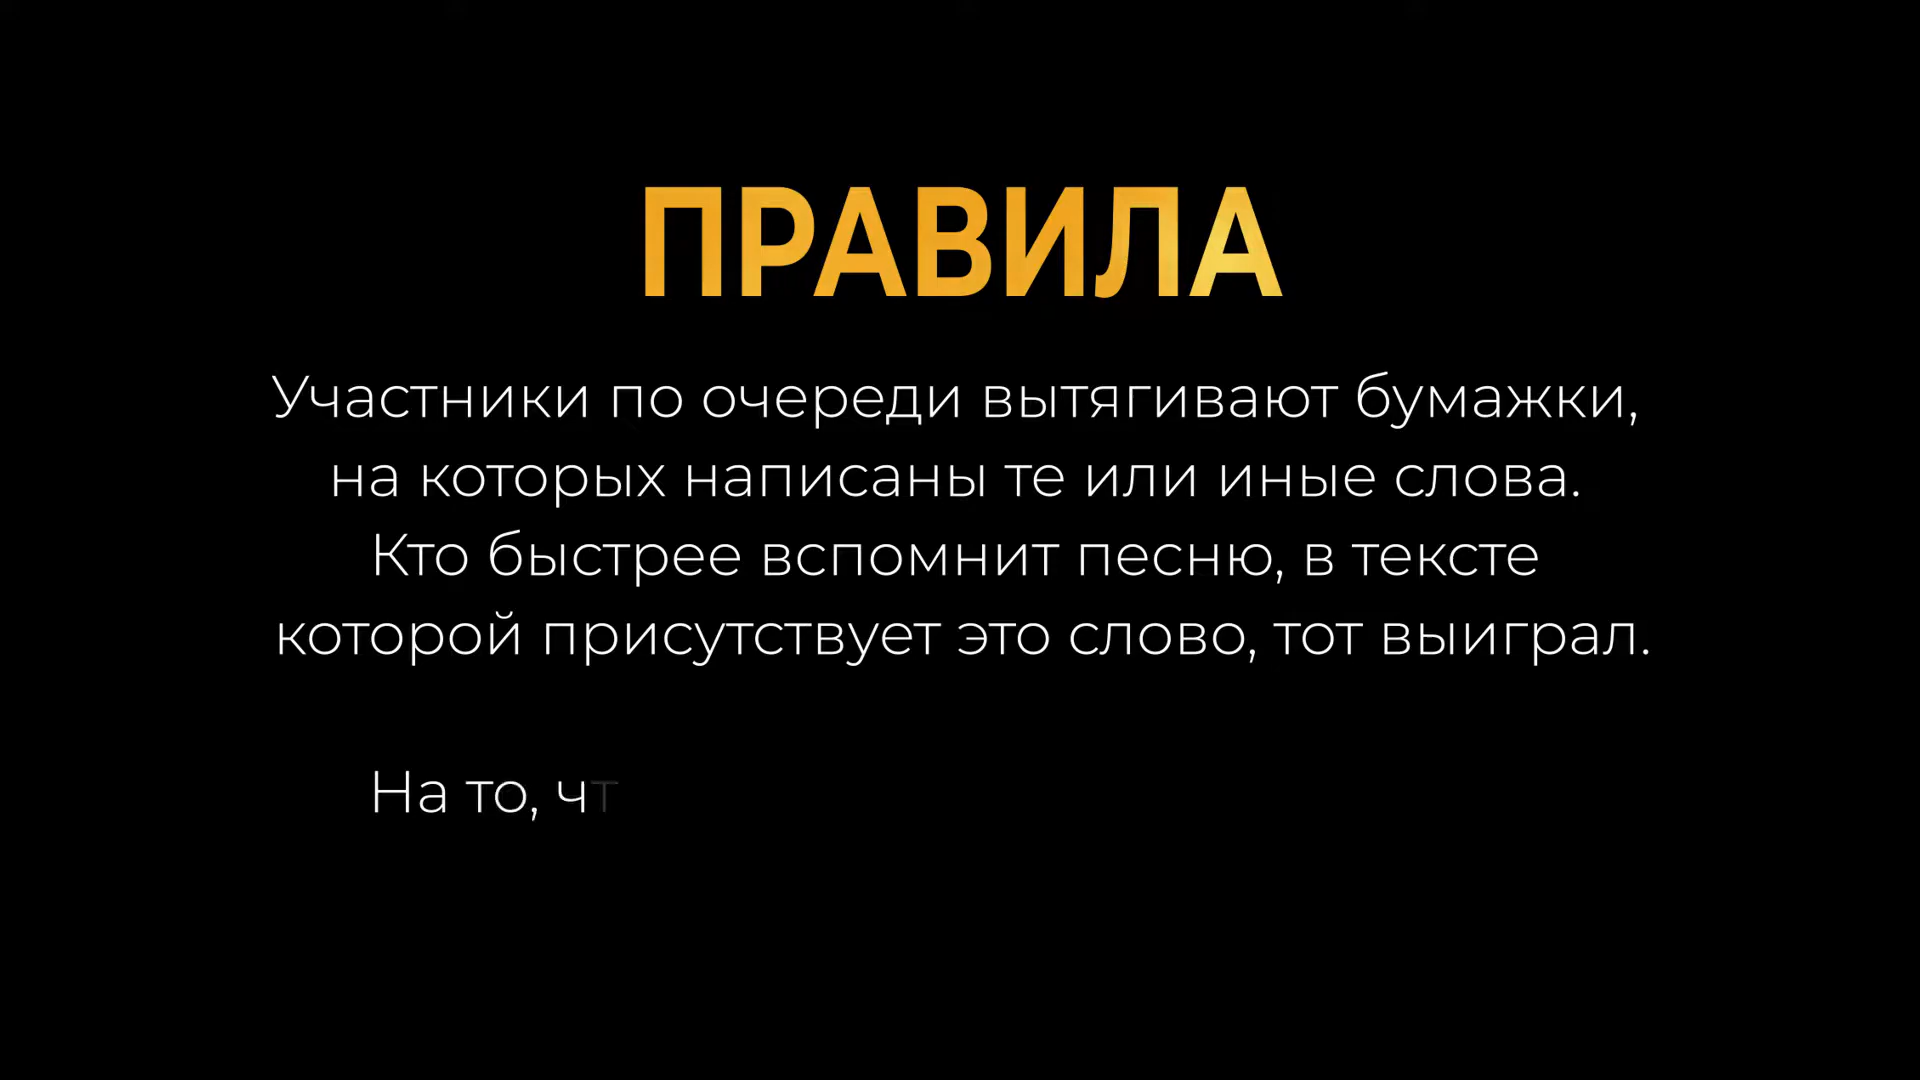 ПРАВИЛА
Участники по очереди вытягивают бумажки,
на которых написаны те или иные слова.
Кто быстрее вспомнит песню, в тексте
которой присутствует это слово, тот выиграл.
На то, чт